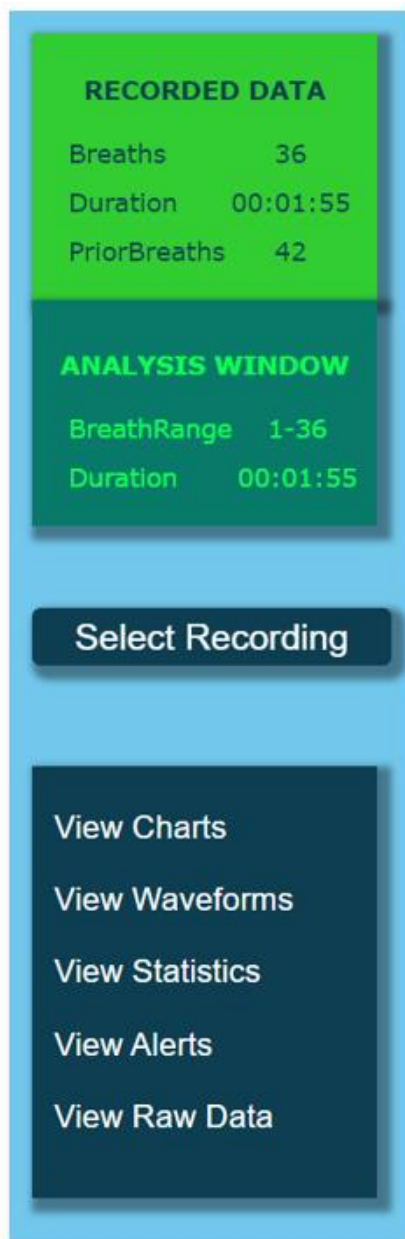 RECORDED DATA
Breaths 36
Duration 00:01:55
PriorBreaths 42
ANALYSIS WINDOW
BreathRange 1-36
Duration 00:01:55
Select Recording
View Charts
View Waveforms
View Statistics
View Alerts
View Raw Data